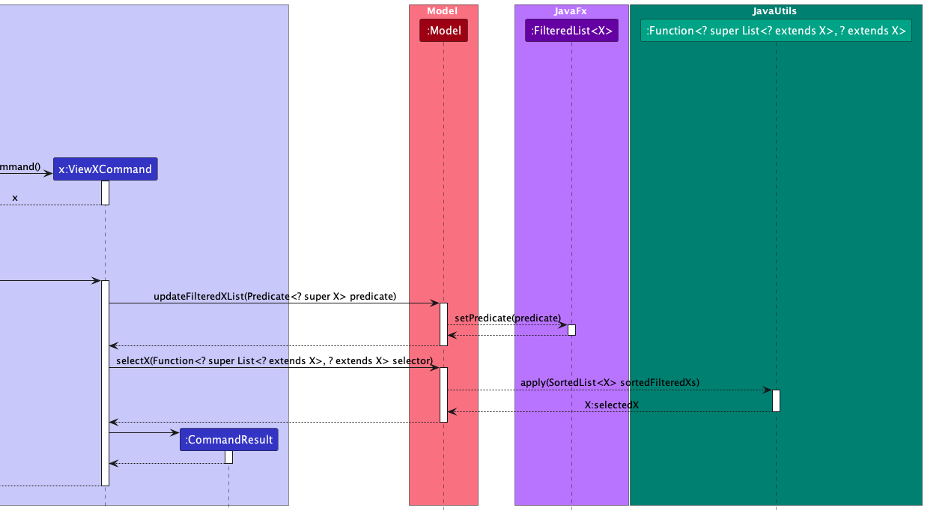 Model
JavaFx
JavaUtils
:Model
:FilteredList<X>
:Function<? super List<? extends X>, ? extends X>
mmand()
x:ViewXCommand
x
updateFilteredXList(Predicate<? super X> predicate)
setPredicate(predicate)
selectX(Function<? super List<? extends X>, ? extends X> selector)
apply(SortedList<X> sortedFilteredXs)
X:selectedX
:CommandResult